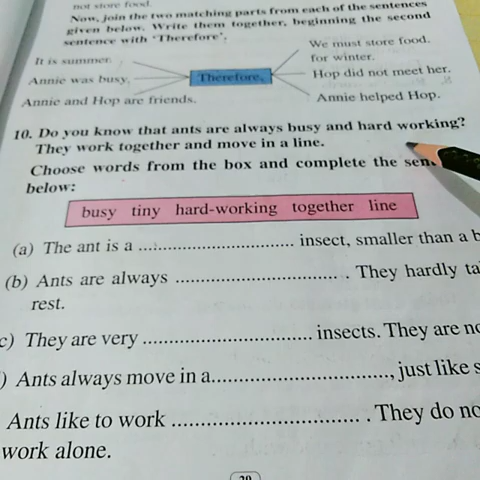 not store food.
Now, join the two matching parts from each of the sentences
given below. Write them together, beginning the second
sentence with ‘Therefore’.
It is summer.
Annie was busy.
Annie and Hop are friends.
Therefore,
We must store food.
for winter.
Hop did not meet her.
Annie helped Hop.
10. Do you know that ants are always busy and hard working?
They work together and move in a line.
Choose words from the box and complete the
below:
busy tiny hard-working together line
(a) The ant is a .................................. insect, smaller than a
(b) Ants are always .................................. . They hardly
rest.
c) They are very .................................. insects. They are
) Ants always move in a.................................., just like
Ants like to work .................................. . They do
work alone.
29